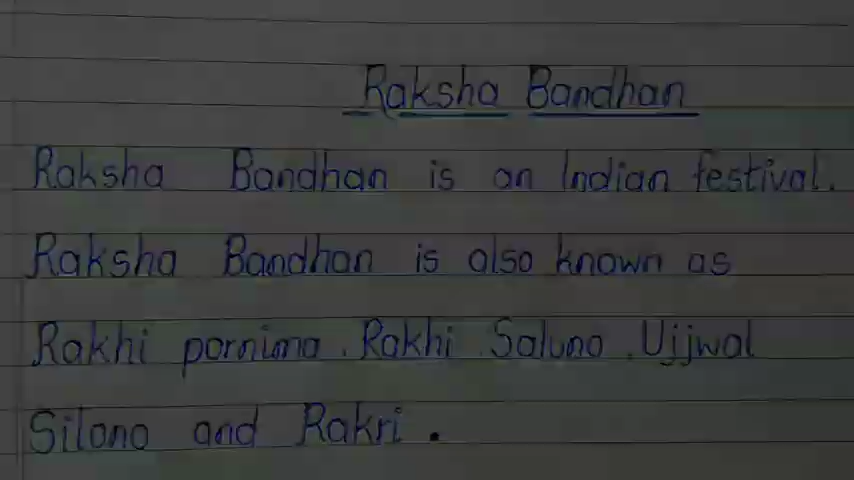 Raksha Bandhan
Raksha Bandhan is an Indian festival.
Raksha Bandhan is also known as
Rakhi pornima, Rakhi, Saluno, Ujjwal
Silono and Rakri.